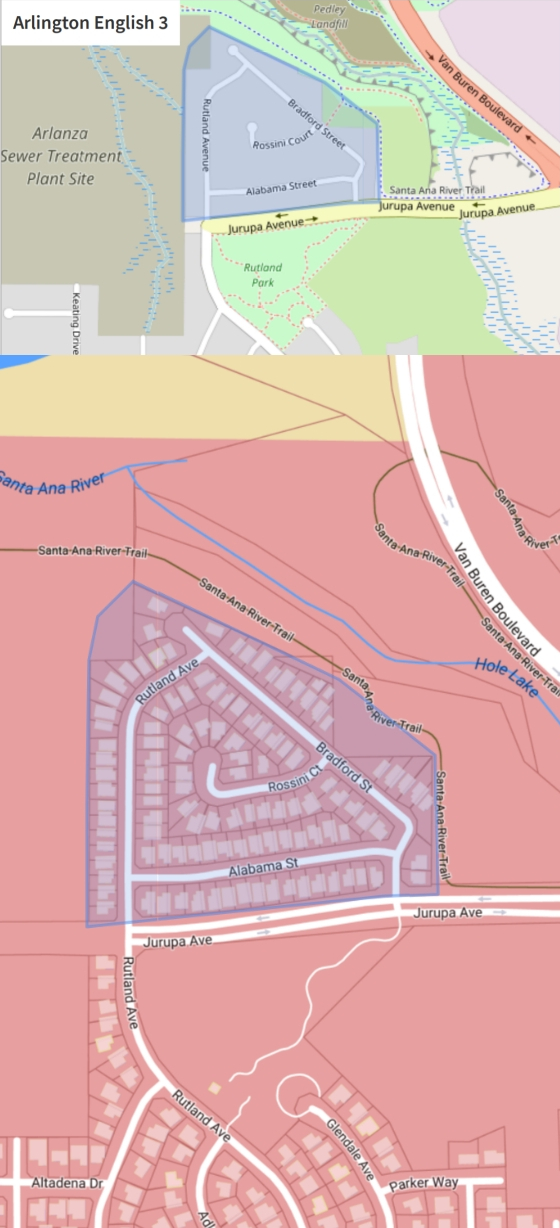 Arlington English 3
Pedley
Landfill
Van Buren Boulevard
Arlanza
Sewer Treatment
Plant Site
Rutland Avenue
Bradford Street
Rossini Court
Alabama Street
Santa Ana River Trail
Jurupa Avenue
Jurupa Avenue
Jurupa Avenue
Rutland
Park
Keating Drive
Santa Ana River
Santa Ana River Trail
Santa Ana River Trail
Santa Ana River Trail
Santa Ana River Tr
Van Buren Boulevard
Santa Ana River Trail
Santa Ana River Trail
Hole Lake
Rutland Ave
Bradford St
Rossini Ct
Santa Ana River Trail
Alabama St
Jurupa Ave
Jurupa Ave
Rutland Ave
Rutland Ave
Glendale Ave
Altadena Dr
Parker Way
Adl